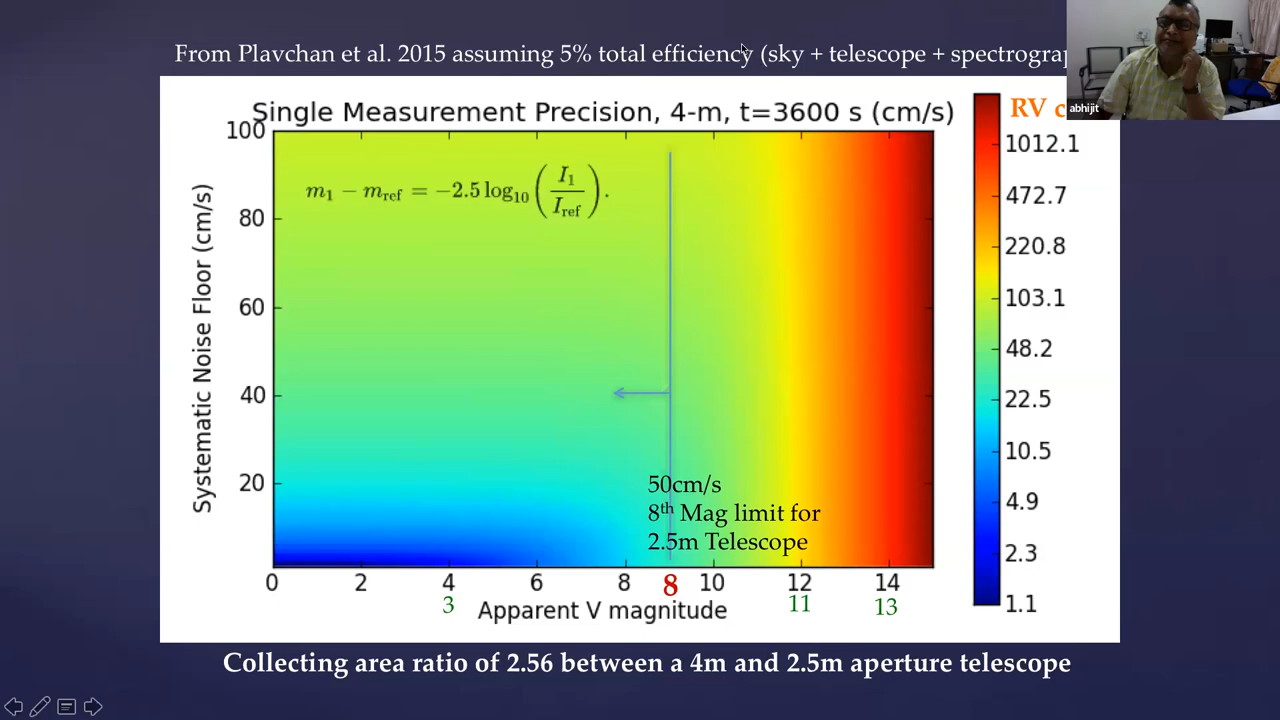 From Plavchan et al. 2015 assuming 5% total efficiency (sky + telescope +
abhijit
Single Measurement Precision, 4-m, t=3600 s (cm/s)
RV
m₁ − m_ref = −2.5 log₁₀ (I₁ / I_ref).
Systematic Noise Floor (cm/s)
100
80
60
40
20
1012.1
472.7
220.8
103.1
48.2
22.5
10.5
4.9
2.3
1.1
50cm/s
8th Mag limit for
2.5m Telescope
0 2 4 6 8 8 10 12 14
3 11 13
Apparent V magnitude
Collecting area ratio of 2.56 between a 4m and 2.5m aperture telescope